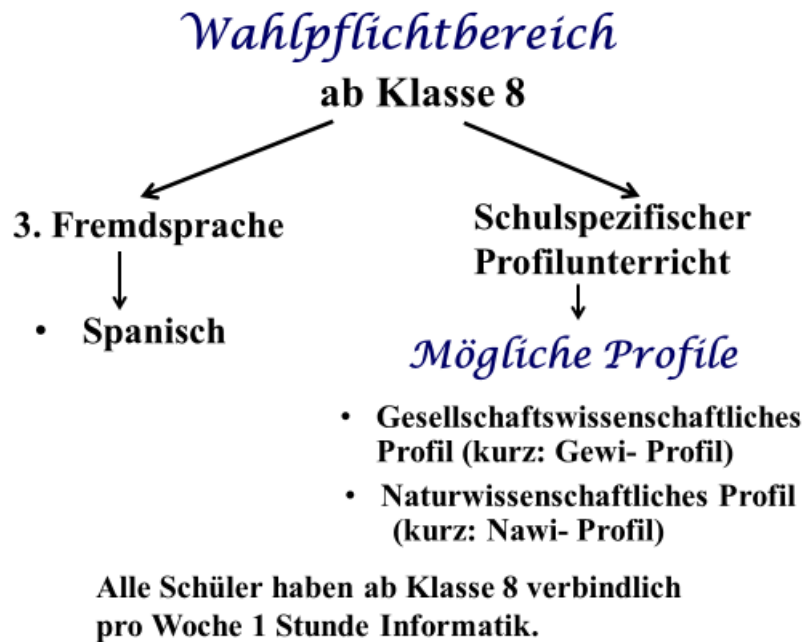 Wahlpflichtbereich
ab Klasse 8
3. Fremdsprache
• Spanisch
Schulspezifischer
Profilunterricht
Mögliche Profile
• Gesellschaftswissenschaftliches
Profil (kurz: Gewi- Profil)
• Naturwissenschaftliches Profil
(kurz: Nawi- Profil)
Alle Schüler haben ab Klasse 8 verbindlich
pro Woche 1 Stunde Informatik.